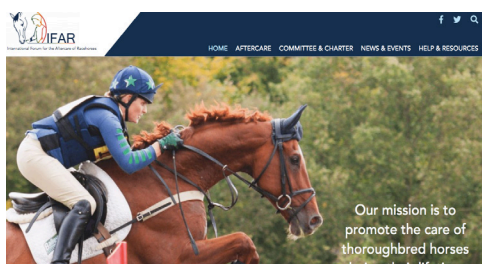 IFAR
International Forum for the Aftercare of Racehorses
HOME AFTERCARE COMMITTEE & CHARTER NEWS & EVENTS HELP & RESOURCES
Our mission is to
promote the care of
thoroughbred horses